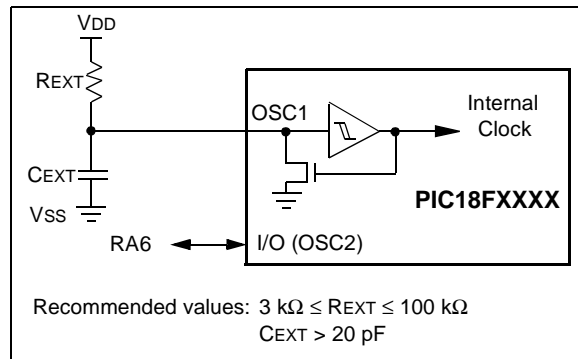 VDD
REXT
OSC1
Internal
Clock
CEXT
PIC18FXXXX
VSS
RA6
I/O (OSC2)
Recommended values: 3 kΩ ≤ REXT ≤ 100 kΩ
CEXT > 20 pF